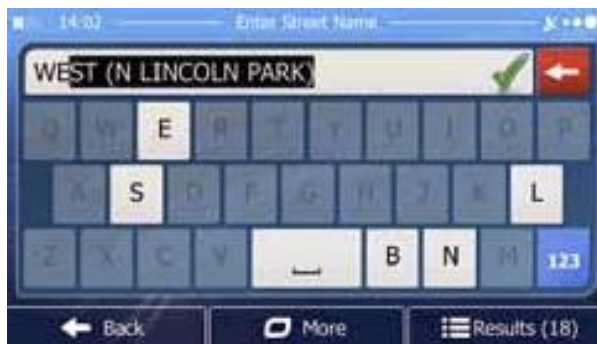 14:02 Enter Street Name
WEST (N LINCOLN PARK)
Q W E R T Y U I O P
A S D F G H J K L
Z X C V B N M 123
Back More Results (18)